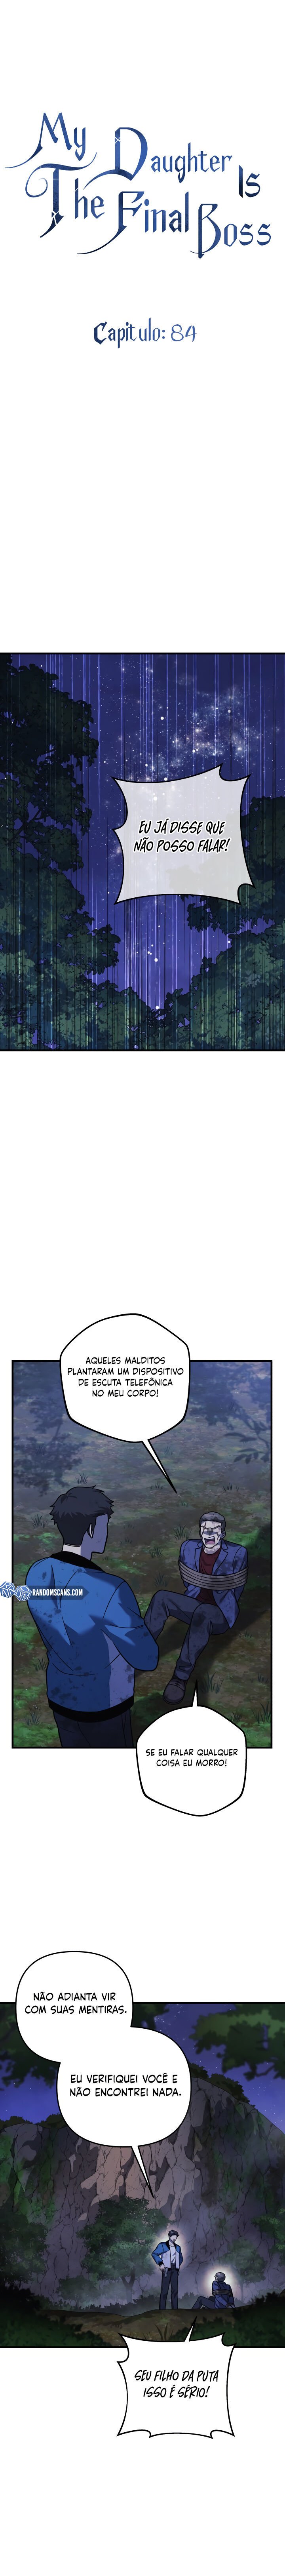 My Daughter Is
The Final Boss
Capitulo: 84
EU JÁ DISSE QUE
NÃO POSSO FALAR!
AQUELES MALDITOS
PLANTARAM UM DISPOSITIVO
DE ESCUTA TELEFÔNICA
NO MEU CORPO!
RANDOMSCANS.COM
SE EU FALAR QUALQUER
COISA EU MORRO!
NÃO ADIANTA VIR
COM SUAS MENTIRAS.
EU VERIFIQUEI VOCÊ E
NÃO ENCONTREI NADA.
SEU FILHO DA PUTA
ISSO É SÉRIO!